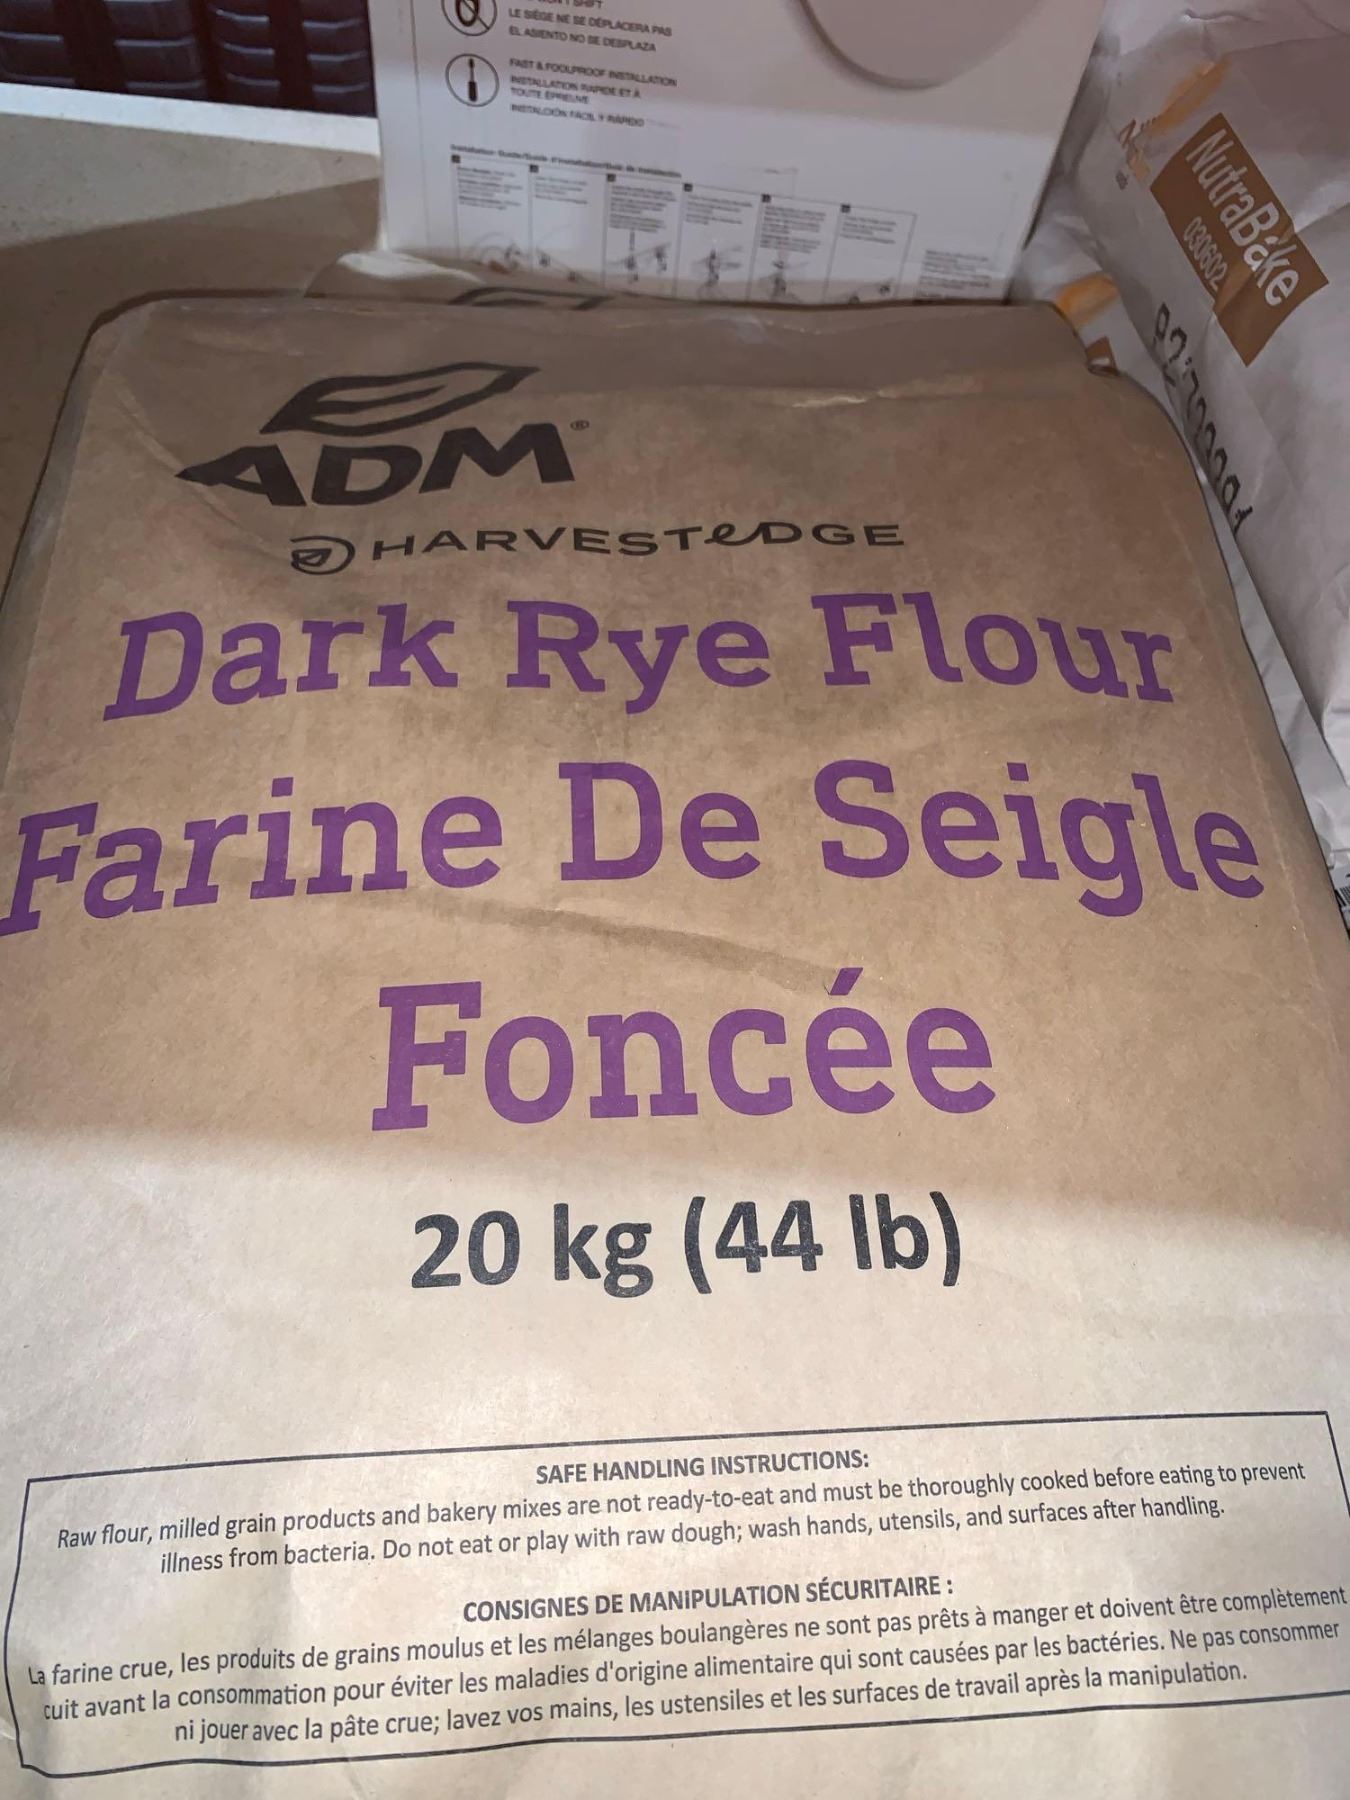 LE SIÈGE NE SE DÉPLACERA PAS
EL ASIENTO NO SE DESPLAZA
FAST & FOOLPROOF INSTALLATION
INSTALLATION RAPIDE ET À
TOUTE ÉPREUVE
INSTALCIÓN FACIL Y RÁPIDO
NutraBake
030602
ADM®
HARVESTEDGE
Dark Rye Flour
Farine De Seigle
Foncée
20 kg (44 lb)
SAFE HANDLING INSTRUCTIONS:
Raw flour, milled grain products and bakery mixes are not ready-to-eat and must be thoroughly cooked before eating to prevent
illness from bacteria. Do not eat or play with raw dough; wash hands, utensils, and surfaces after handling.
CONSIGNES DE MANIPULATION SÉCURITAIRE :
La farine crue, les produits de grains moulus et les mélanges boulangères ne sont pas prêts à manger et doivent être complètement
cuit avant la consommation pour éviter les maladies d'origine alimentaire qui sont causées par les bactéries. Ne pas consommer
ni jouer avec la pâte crue; lavez vos mains, les ustensiles et les surfaces de travail après la manipulation.